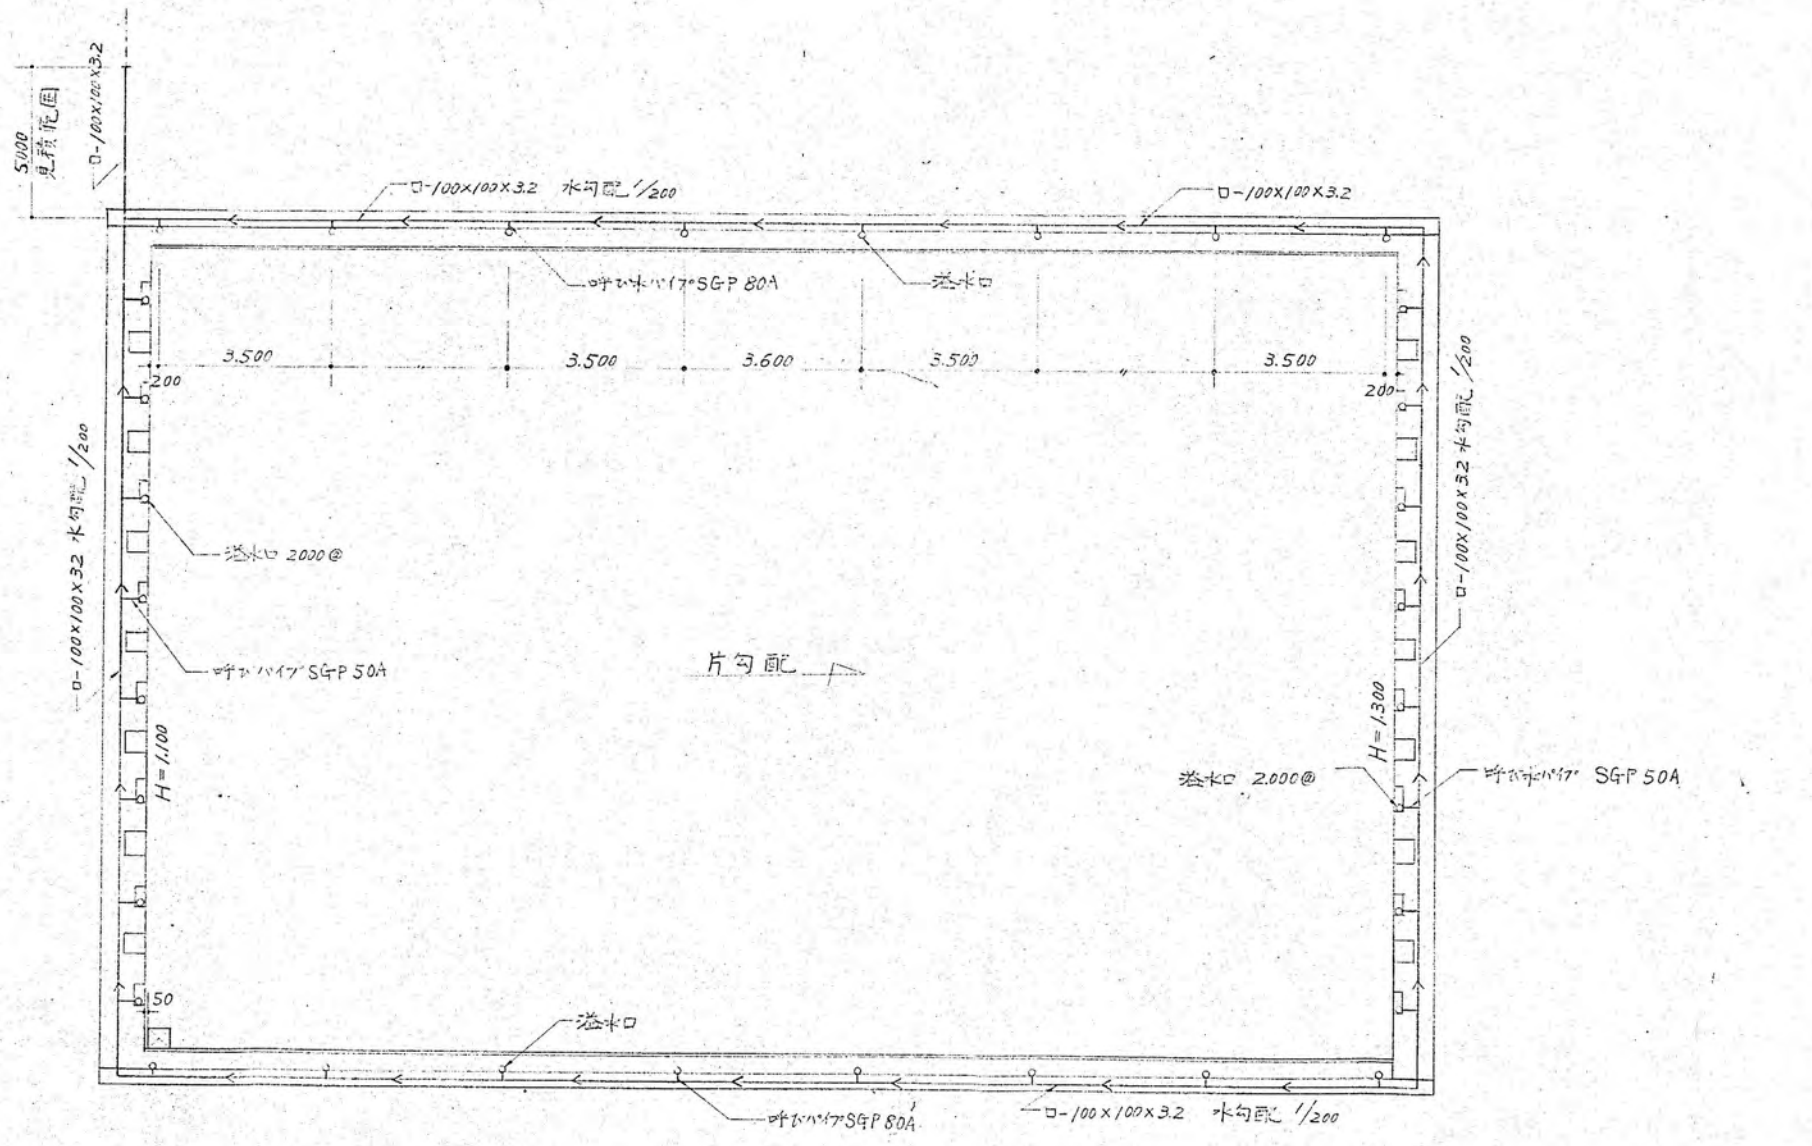 5000
見積範囲
ロ-100×100×3.2
ロ-100×100×3.2 水勾配 1/200
ロ-100×100×3.2
呼び水パイプSGP 80A
溢水口
3.500
〃
3.500
3.600
3.500
〃
3.500
200
200
ロ-100×100×3.2 水勾配 1/200
ロ-100×100×3.2 水勾配 1/200
溢水口 2000@
呼びパイプSGP 50A
片勾配
H=1.100
H=1.300
溢水口 2.000@
呼び水パイプ SGP 50A
150
溢水口
呼びパイプSGP 80A
ロ-100×100×3.2 水勾配 1/200